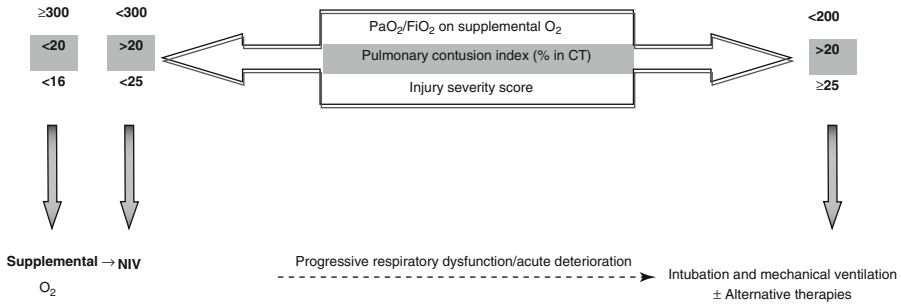 ≥300 <300 PaO₂/FiO₂ on supplemental O₂ <200
<20 >20 Pulmonary contusion index (% in CT) >20
<16 <25 Injury severity score ≥25
Supplemental → NIV Progressive respiratory dysfunction/acute deterioration Intubation and mechanical ventilation
O₂ ± Alternative therapies